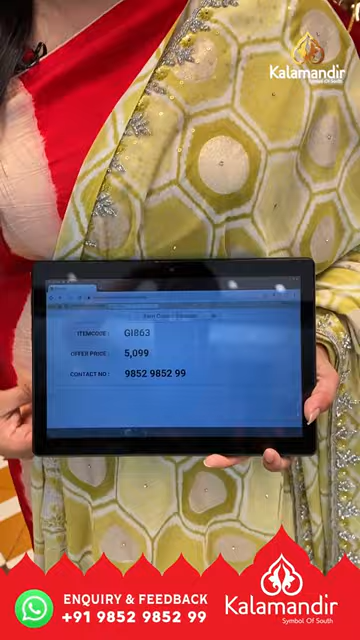 Kalamandir
Symbol Of South
ITEMCODE : GI863
OFFER PRICE : 5,099
CONTACT NO : 9852 9852 99
ENQUIRY & FEEDBACK
+91 9852 9852 99
Kalamandir
Symbol Of South